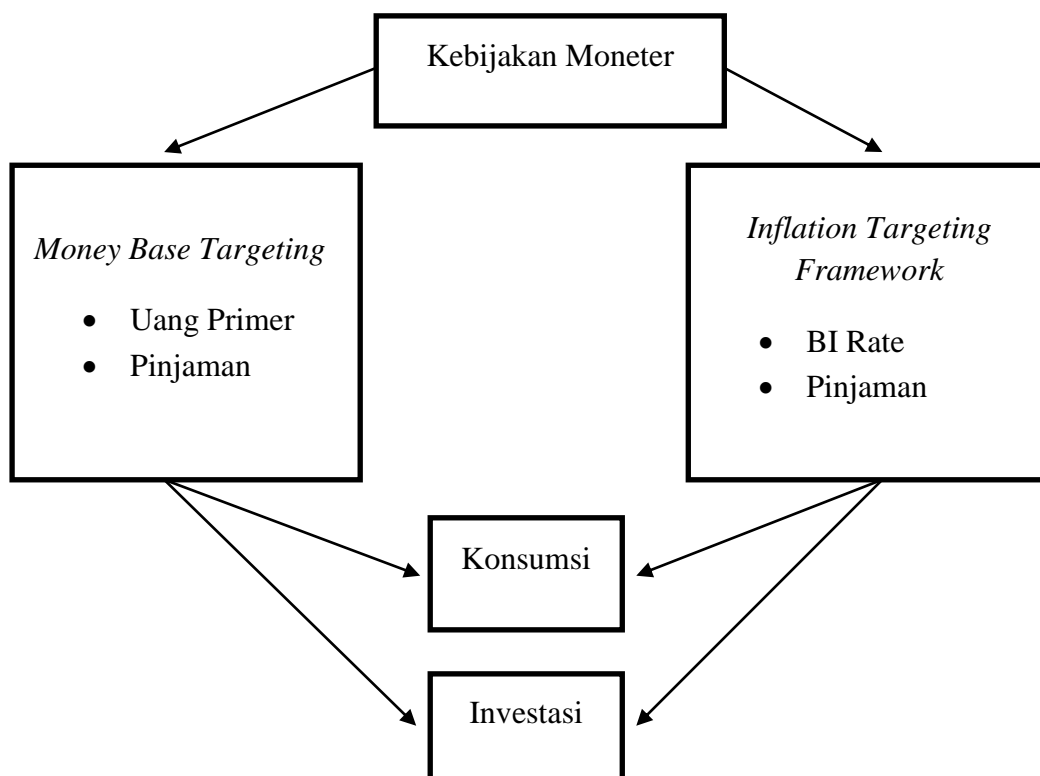 Kebijakan Moneter
Money Base Targeting
• Uang Primer
• Pinjaman
Inflation Targeting
Framework
• BI Rate
• Pinjaman
Konsumsi
Investasi